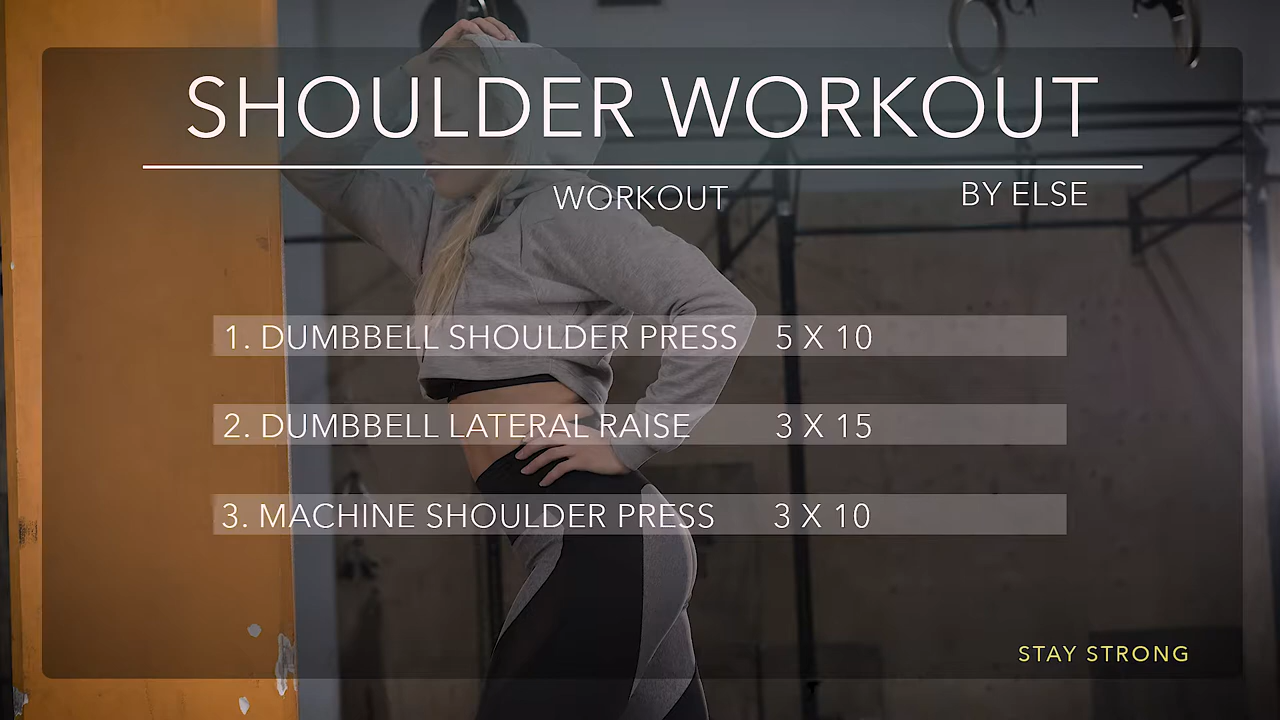 SHOULDER WORKOUT
WORKOUT
BY ELSE
1. DUMBBELL SHOULDER PRESS 5 X 10
2. DUMBBELL LATERAL RAISE 3 X 15
3. MACHINE SHOULDER PRESS 3 X 10
STAY STRONG